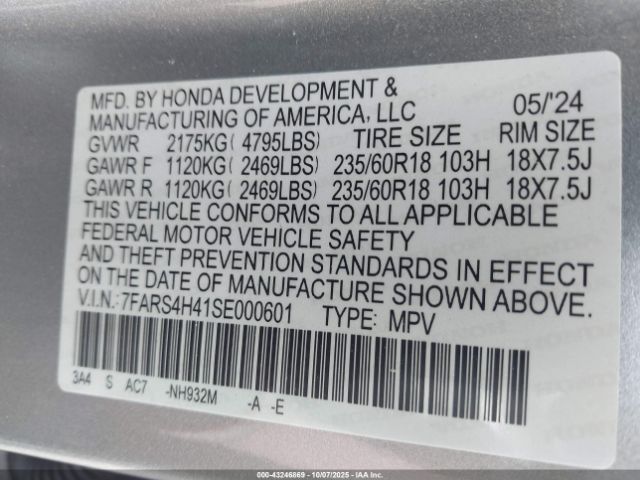 MFD. BY HONDA DEVELOPMENT &
MANUFACTURING OF AMERICA, LLC 05/'24
GVWR 2175KG( 4795LBS) TIRE SIZE RIM SIZE
GAWR F 1120KG( 2469LBS) 235/60R18 103H 18X7.5J
GAWR R 1120KG( 2469LBS) 235/60R18 103H 18X7.5J
THIS VEHICLE CONFORMS TO ALL APPLICABLE
FEDERAL MOTOR VEHICLE SAFETY
AND THEFT PREVENTION STANDARDS IN EFFECT
ON THE DATE OF MANUFACTURE SHOWN ABOVE.
V.I.N.:7FARS4H41SE000601 TYPE: MPV
3A4 S AC7 -NH932M -A -E
000-43246869 10/07/2025 IAAI.com